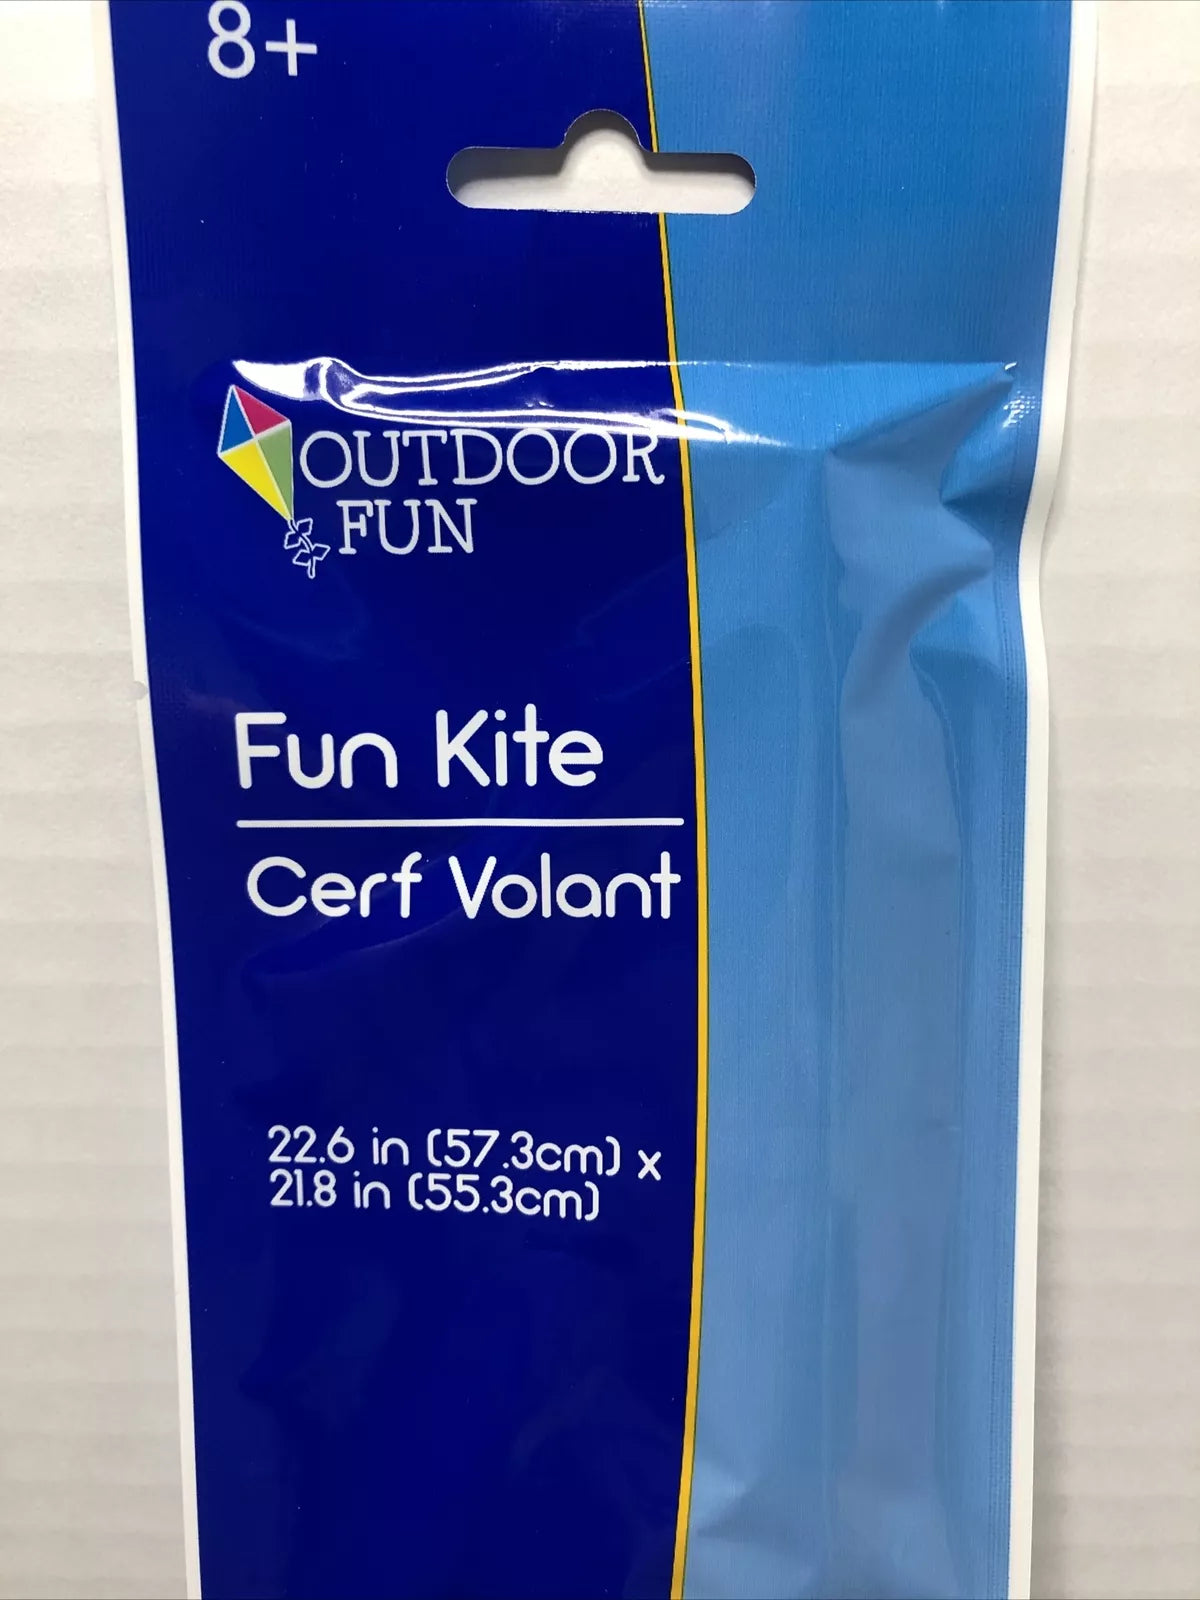 8+
OUTDOOR
FUN
Fun Kite
Cerf Volant
22.6 in (57.3cm) x
21.8 in (55.3cm)